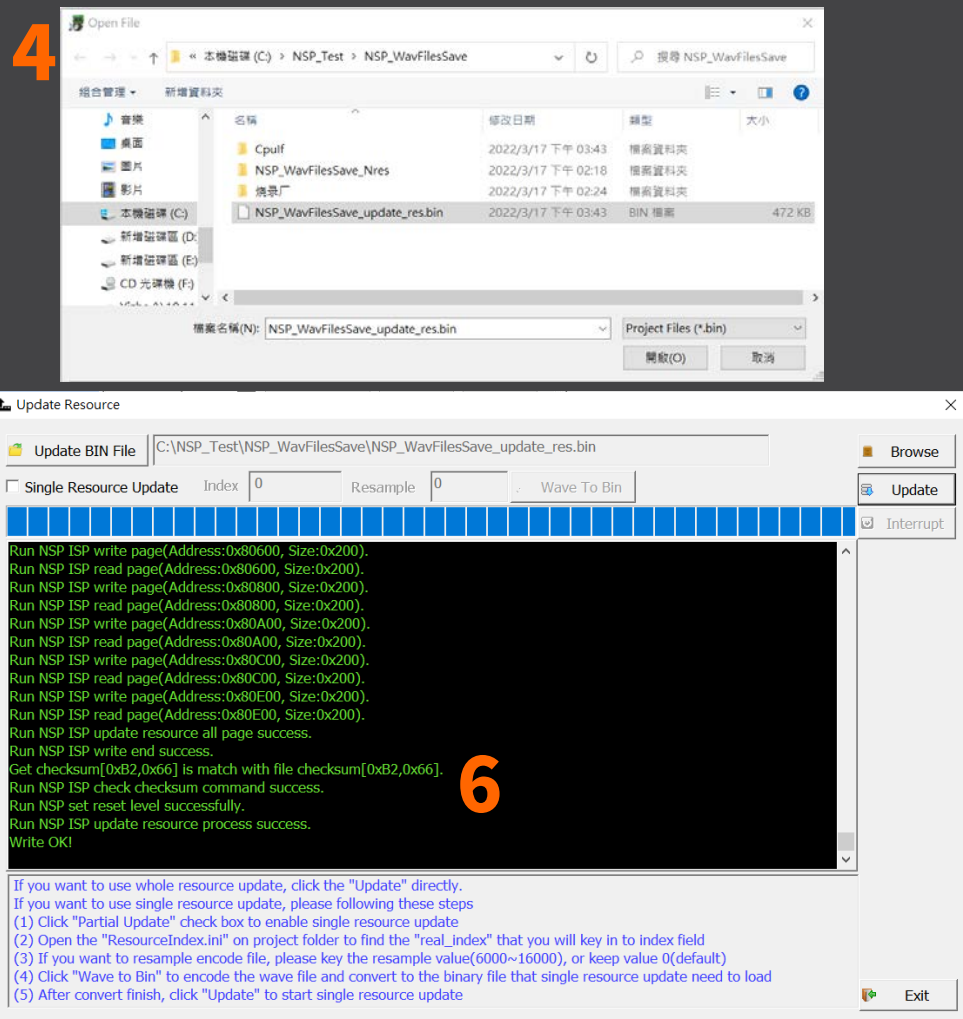 4
Open File
« 本機磁碟 (C:) › NSP_Test › NSP_WavFilesSave
搜尋 NSP_WavFilesSave
組合管理
新增資料夾
音樂
桌面
圖片
影片
本機磁碟 (C:)
新增磁碟區 (D:
新增磁碟區 (E:)
CD 光碟機 (F:)
名稱 修改日期 類型 大小
Cpulf 2022/3/17 下午 03:43 檔案資料夾
NSP_WavFilesSave_Nres 2022/3/17 下午 02:18 檔案資料夾
烧录厂 2022/3/17 下午 02:24 檔案資料夾
NSP_WavFilesSave_update_res.bin 2022/3/17 下午 03:43 BIN 檔案 472 KB
檔案名稱(N): NSP_WavFilesSave_update_res.bin Project Files (*.bin)
開啟(O) 取消
Update Resource
Update BIN File C:\NSP_Test\NSP_WavFilesSave\NSP_WavFilesSave_update_res.bin Browse
Single Resource Update Index 0 Resample 0 Wave To Bin Update
Interrupt
Run NSP ISP write page(Address:0x80600, Size:0x200).
Run NSP ISP read page(Address:0x80600, Size:0x200).
Run NSP ISP write page(Address:0x80800, Size:0x200).
Run NSP ISP read page(Address:0x80800, Size:0x200).
Run NSP ISP write page(Address:0x80A00, Size:0x200).
Run NSP ISP read page(Address:0x80A00, Size:0x200).
Run NSP ISP write page(Address:0x80C00, Size:0x200).
Run NSP ISP read page(Address:0x80C00, Size:0x200).
Run NSP ISP write page(Address:0x80E00, Size:0x200).
Run NSP ISP read page(Address:0x80E00, Size:0x200).
Run NSP ISP update resource all page success.
Run NSP ISP write end success.
Get checksum[0xB2,0x66] is match with file checksum[0xB2,0x66].
Run NSP ISP check checksum command success.
Run NSP set reset level successfully.
Run NSP ISP update resource process success.
Write OK!
6
If you want to use whole resource update, click the "Update" directly.
If you want to use single resource update, please following these steps
(1) Click "Partial Update" check box to enable single resource update
(2) Open the "ResourceIndex.ini" on project folder to find the "real_index" that you will key in to index field
(3) If you want to resample encode file, please key the resample value(6000~16000), or keep value 0(default)
(4) Click "Wave to Bin" to encode the wave file and convert to the binary file that single resource update need to load
(5) After convert finish, click "Update" to start single resource update
Exit